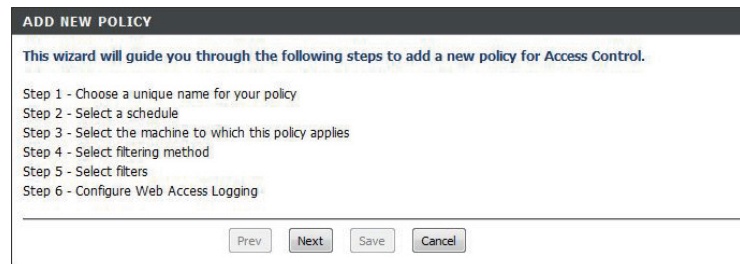 ADD NEW POLICY
This wizard will guide you through the following steps to add a new policy for Access Control.
Step 1 - Choose a unique name for your policy
Step 2 - Select a schedule
Step 3 - Select the machine to which this policy applies
Step 4 - Select filtering method
Step 5 - Select filters
Step 6 - Configure Web Access Logging
Prev Next Save Cancel